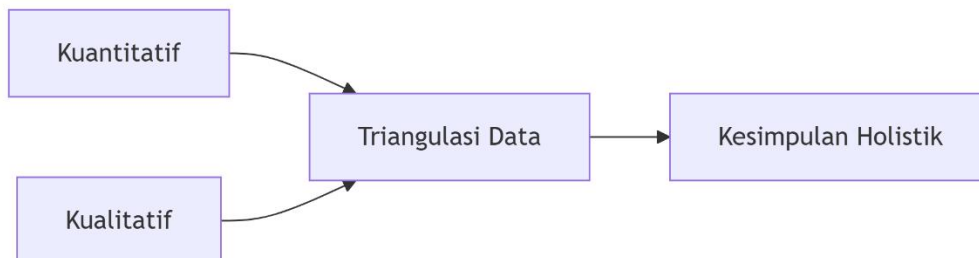 Kuantitatif
Triangulasi Data
Kesimpulan Holistik
Kualitatif